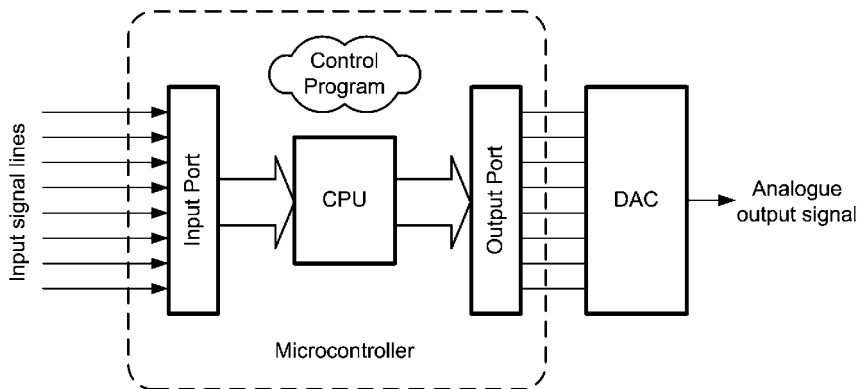 Control
Program
Input signal lines
Input Port
CPU
Output Port
DAC
Analogue
output signal
Microcontroller